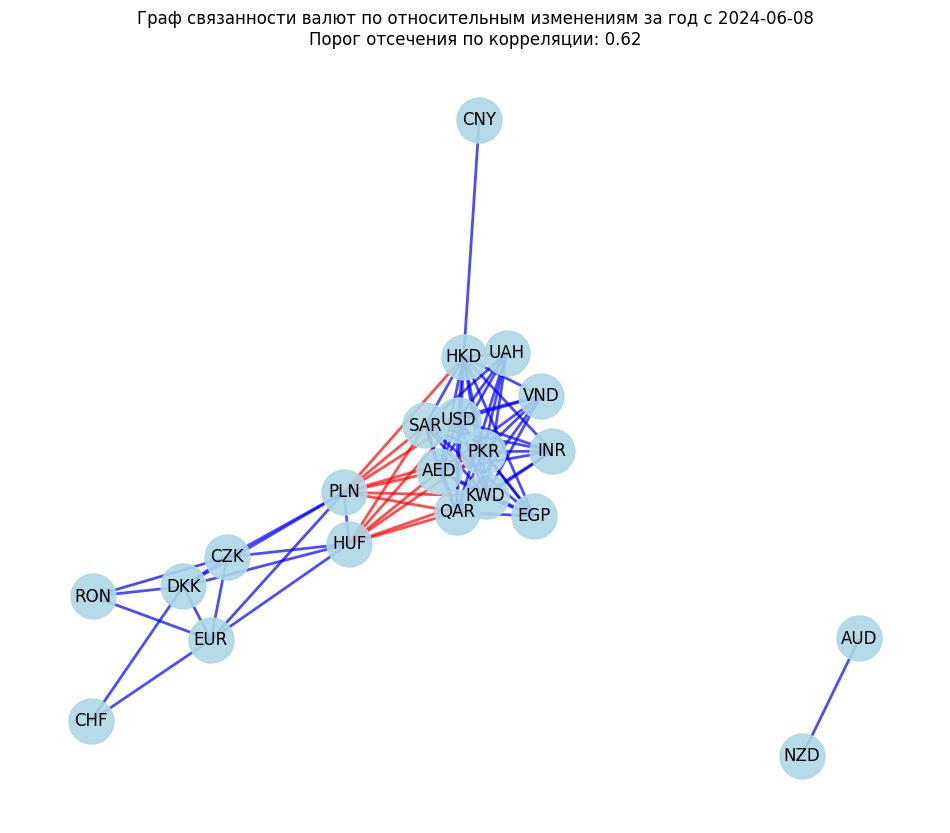 Граф связанности валют по относительным изменениям за год с 2024-06-08
Порог отсечения по корреляции: 0.62
CNY
HKD
UAH
VND
USD
SAR
PKR
INR
AED
PLN
KWD
QAR
EGP
HUF
CZK
DKK
RON
EUR
AUD
CHF
NZD